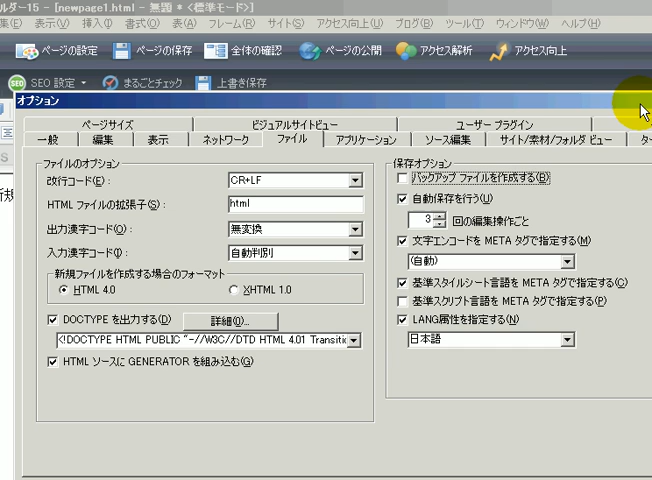 ルダー15 - [newpage1.html - 無題 * <標準モード>]
集(E) 表示(V) 挿入(I) 書式(O) 表(A) フレーム(R) サイト(S) アクセス向上(U) ブログ(B) ツール(T) ウィンドウ(W) ヘルプ(H)
ページの設定 ページの保存 全体の確認 ページの公開 アクセス解析 アクセス向上
SEO SEO 設定 まるごとチェック 上書き保存
オプション
ページサイズ ビジュアルサイトビュー ユーザー プラグイン
一般 編集 表示 ネットワーク ファイル アプリケーション ソース編集 サイト/素材/フォルダ ビュー タ
ファイルのオプション
改行コード(E): CR+LF
HTML ファイルの拡張子(S): html
出力漢字コード(O): 無変換
入力漢字コード(I): 自動判別
新規ファイルを作成する場合のフォーマット
HTML 4.0 XHTML 1.0
DOCTYPE を出力する(D) 詳細(L)...
<!DOCTYPE HTML PUBLIC "-//W3C//DTD HTML 4.01 Transitic
HTML ソースに GENERATOR を組み込む(G)
保存オプション
バックアップ ファイルを作成する(B)
自動保存を行う(U)
3 回の編集操作ごと
文字エンコードを META タグで指定する(M)
(自動)
基準スタイルシート言語を META タグで指定する(C)
基準スクリプト言語を META タグで指定する(P)
LANG属性を指定する(N)
日本語
S
新規